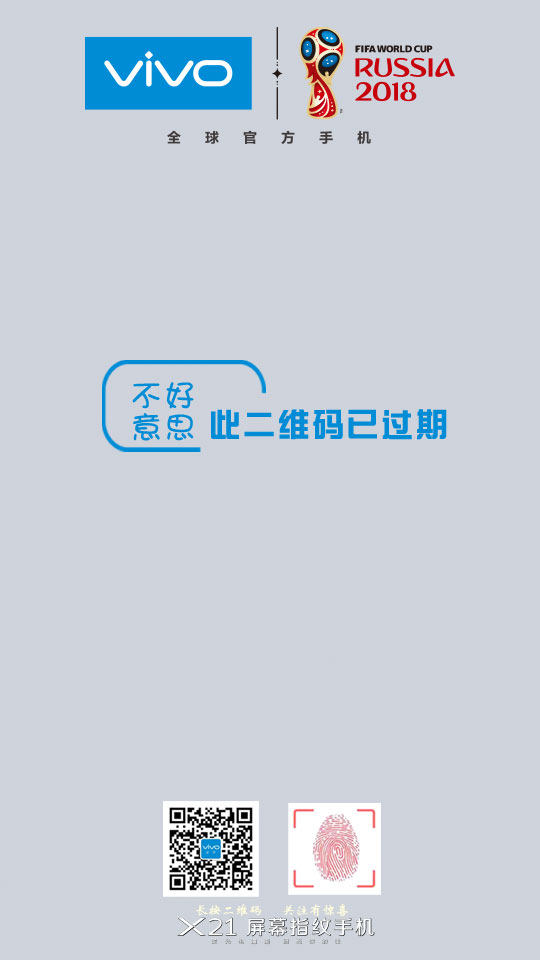 vivo
FIFA WORLD CUP
RUSSIA
2018
全球官方手机
不好
意思 此二维码已过期
vivo
长按二维码 关注有惊喜
X21 屏幕指纹手机